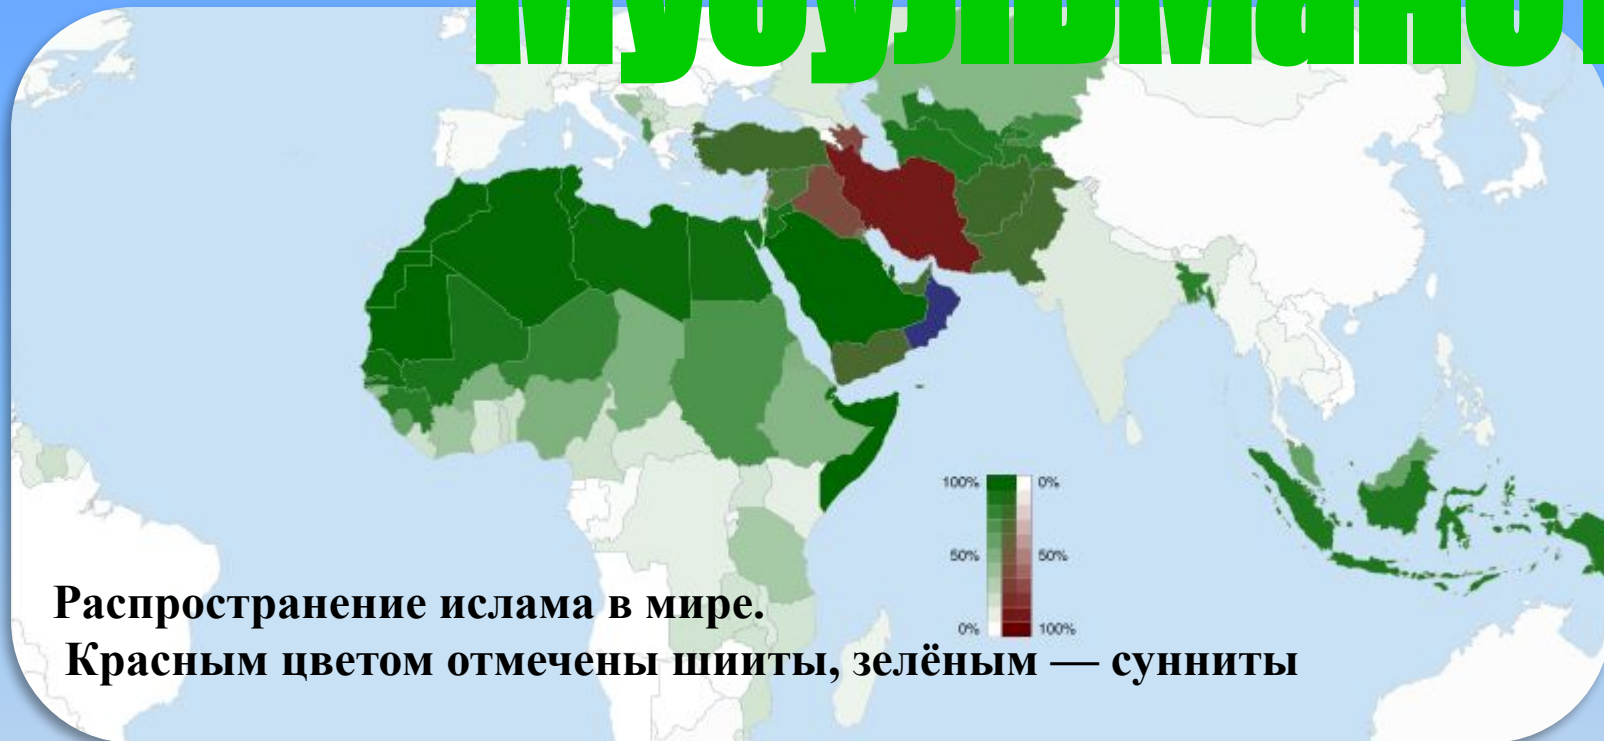 100% 0%
50% 50%
0% 100%
Распространение ислама в мире.
Красным цветом отмечены шииты, зелёным — сунниты